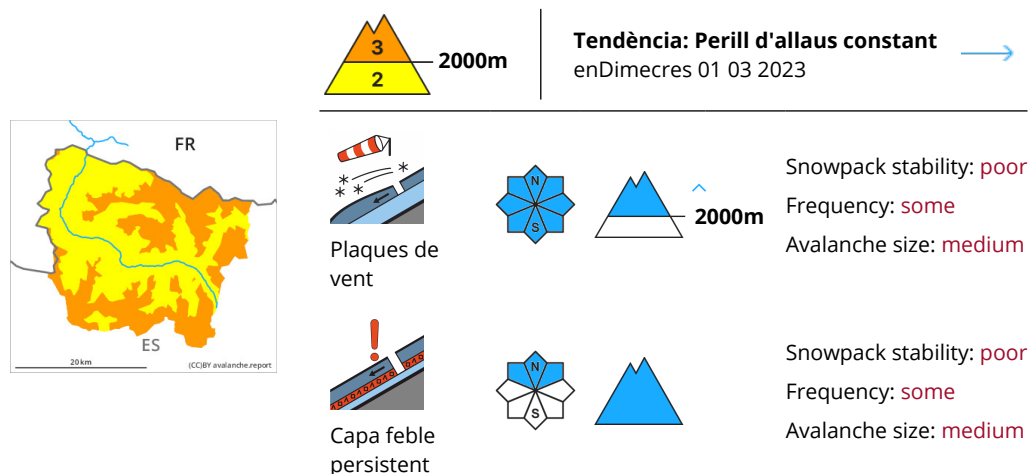 3
2
2000m
Tendència: Perill d'allaus constant
enDimecres 01 03 2023
FR
ES
20 km
(CC)BY avalanche.report
Plaques de
vent
N
S
2000m
Snowpack stability: poor
Frequency: some
Avalanche size: medium
Capa feble
persistent
N
S
Snowpack stability: poor
Frequency: some
Avalanche size: medium